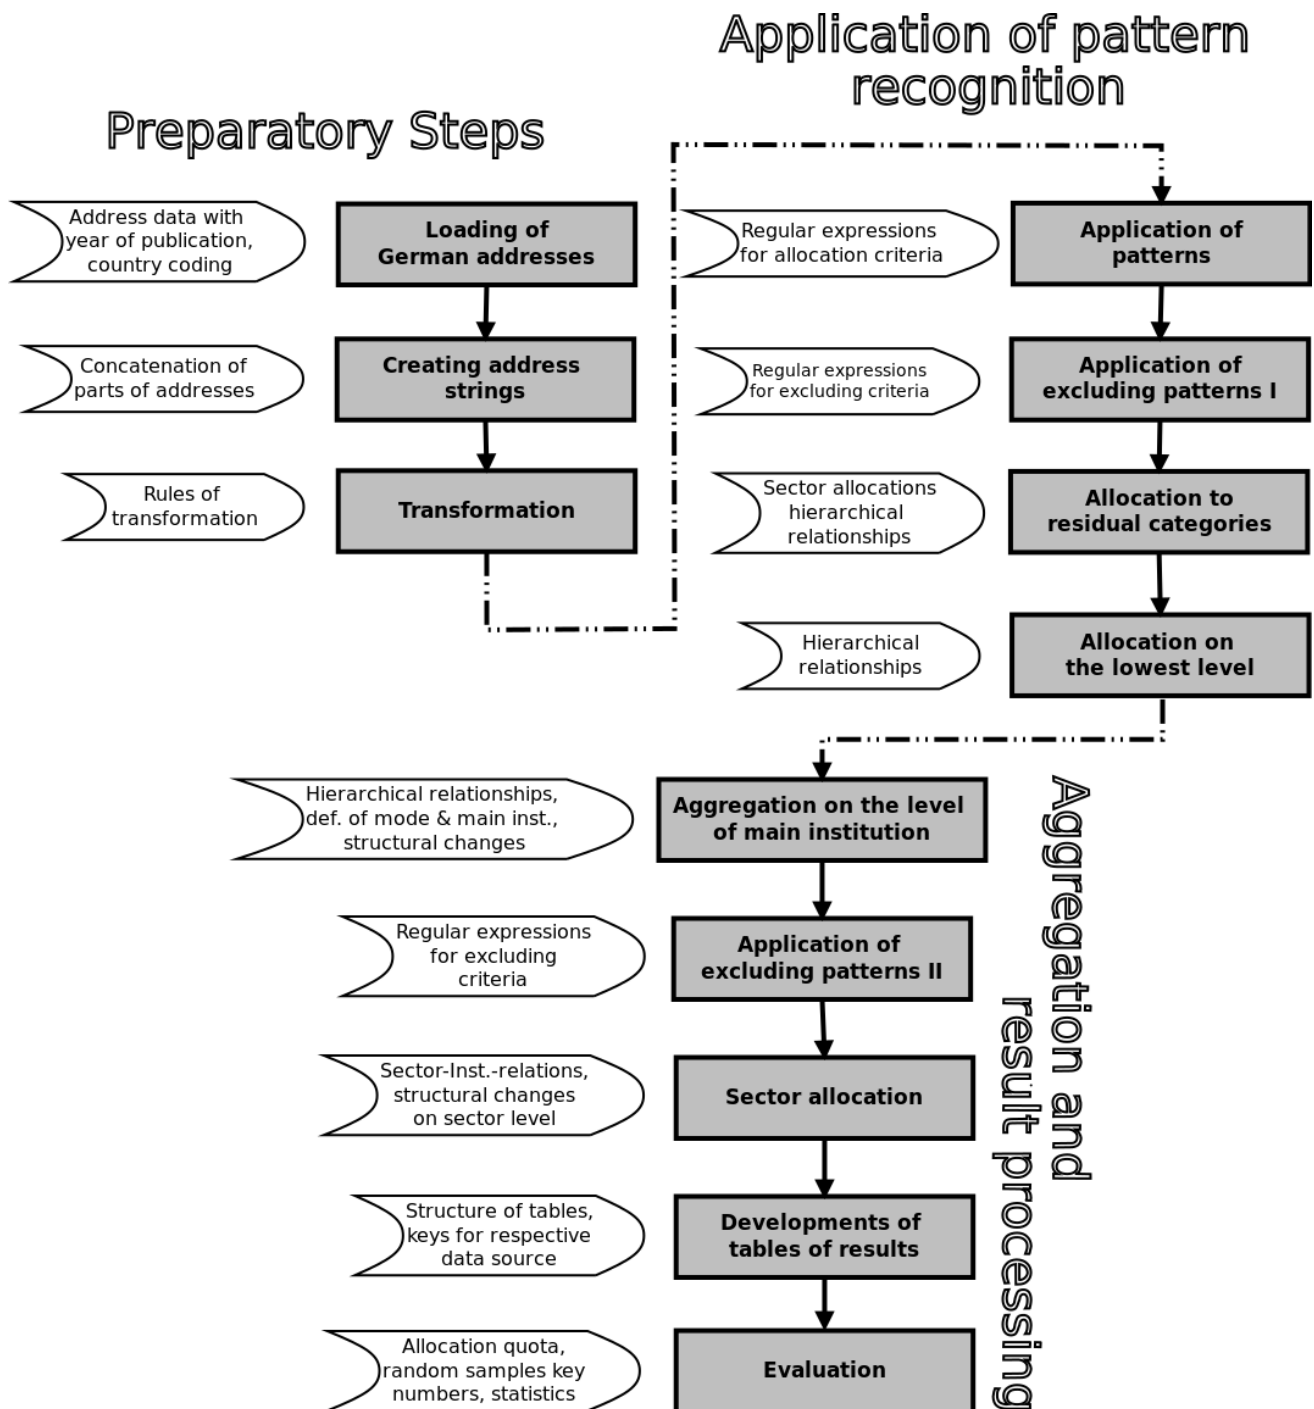 Preparatory Steps
Address data with
year of publication,
country coding
Loading of
German addresses
Concatenation of
parts of addresses
Creating address
strings
Rules of
transformation
Transformation
Application of pattern
recognition
Regular expressions
for allocation criteria
Application of
patterns
Regular expressions
for excluding criteria
Application of
excluding patterns I
Sector allocations
hierarchical
relationships
Allocation to
residual categories
Hierarchical
relationships
Allocation on
the lowest level
Aggregation and
result processing
Hierarchical relationships,
def. of mode & main inst.,
structural changes
Aggregation on the level
of main institution
Regular expressions
for excluding
criteria
Application of
excluding patterns II
Sector-Inst.-relations,
structural changes
on sector level
Sector allocation
Structure of tables,
keys for respective
data source
Developments of
tables of results
Allocation quota,
random samples key
numbers, statistics
Evaluation